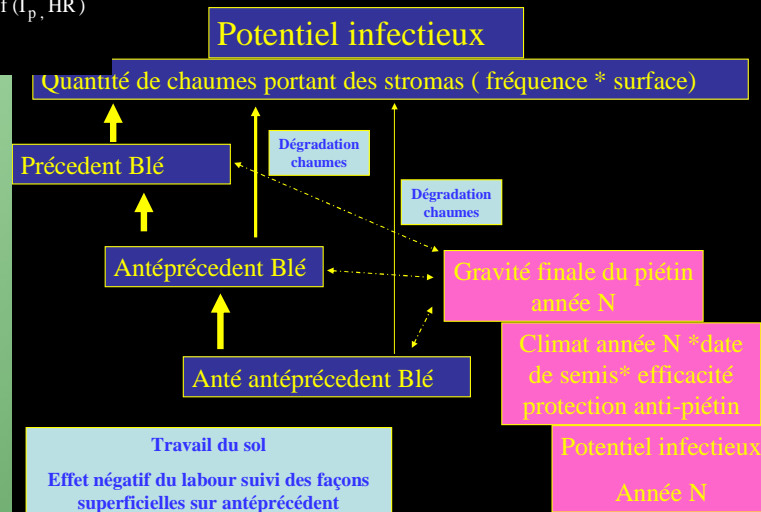 f (I p, HR)
Potentiel infectieux
Quantité de chaumes portant des stromas ( fréquence * surface)
Dégradation
chaumes
Précedent Blé
Dégradation
chaumes
Antéprécedent Blé
Gravité finale du piétin
année N
Climat année N *date
de semis* efficacité
protection anti-piétin
Anté antéprécedent Blé
Travail du sol
Effet négatif du labour suivi des façons
superficielles sur antéprécédent
Potentiel infectieux
Année N